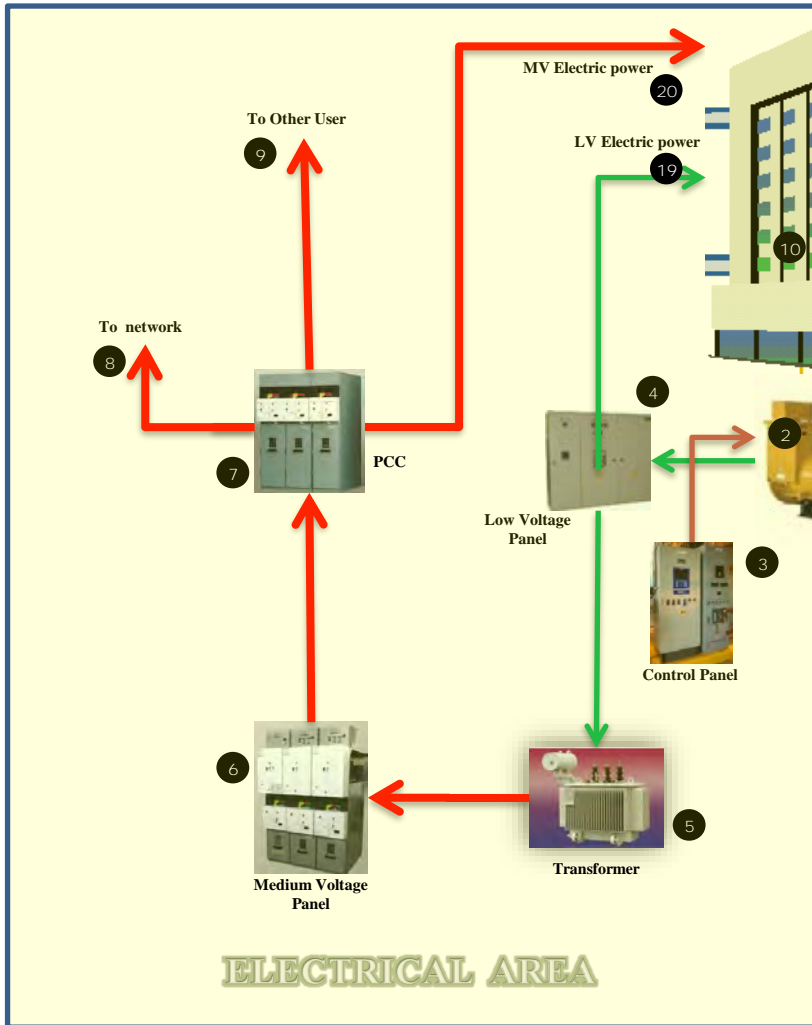 MV Electric power
20
To Other User
9
LV Electric power
19
10
To network
8
4
2
7
PCC
Low Voltage
Panel
3
Control Panel
6
5
Medium Voltage
Panel
Transformer
ELECTRICAL AREA